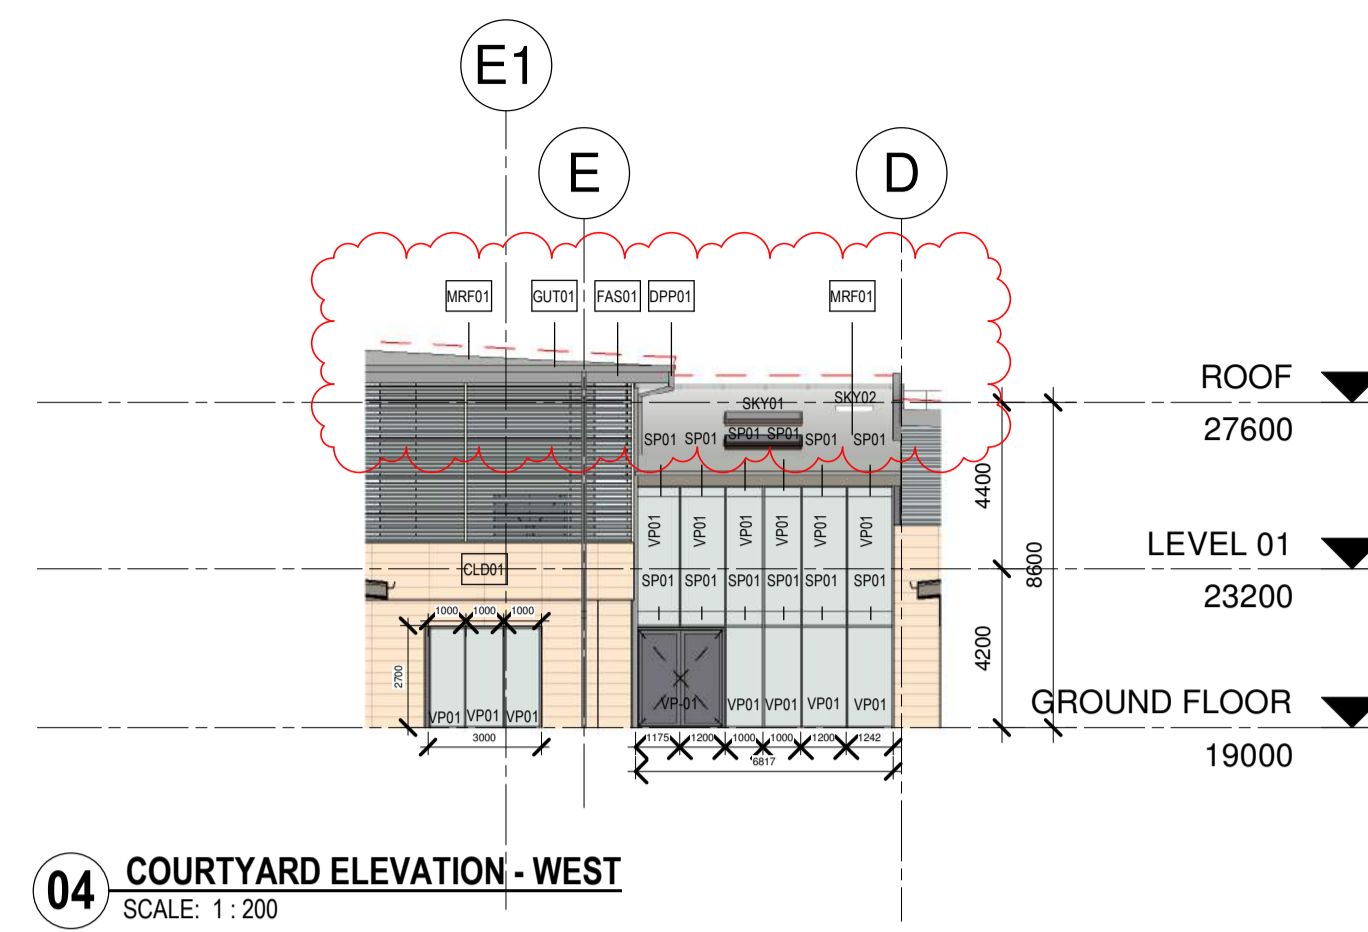 E1
E
D
MRF01 GUT01 FAS01 DPP01 MRF01
ROOF
27600
SKY01 SKY02
SP01 SP01 SP01 SP01 SP01 SP01
4400
VP01 VP01 VP01 VP01 VP01 VP01
LEVEL 01
23200
8600
CLD01
SP01 SP01 SP01 SP01 SP01 SP01
1000 1000 1000
2700
4200
GROUND FLOOR
19000
VP01 VP01 VP01
VP-01 VP01 VP01 VP01 VP01
3000
1175 1200 1000 1000 1200 1242
6817
04 COURTYARD ELEVATION - WEST
SCALE: 1 : 200